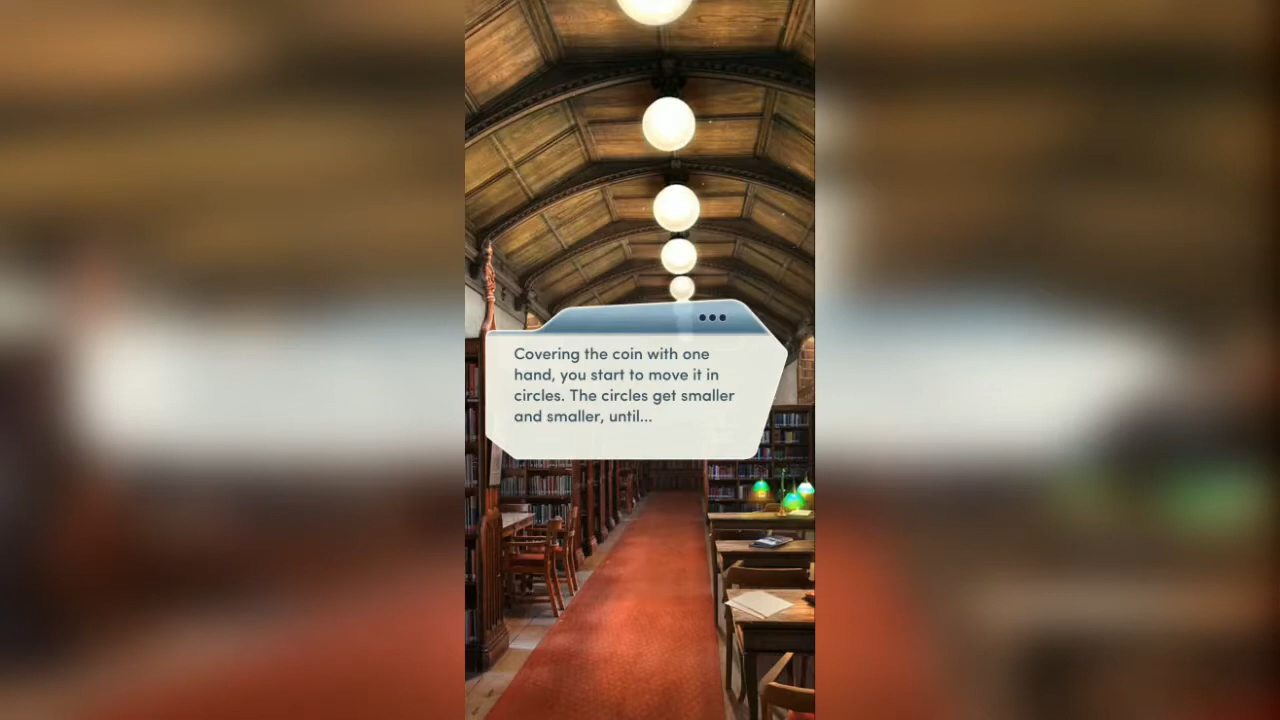 Covering the coin with one
hand, you start to move it in
circles. The circles get smaller
and smaller, until...